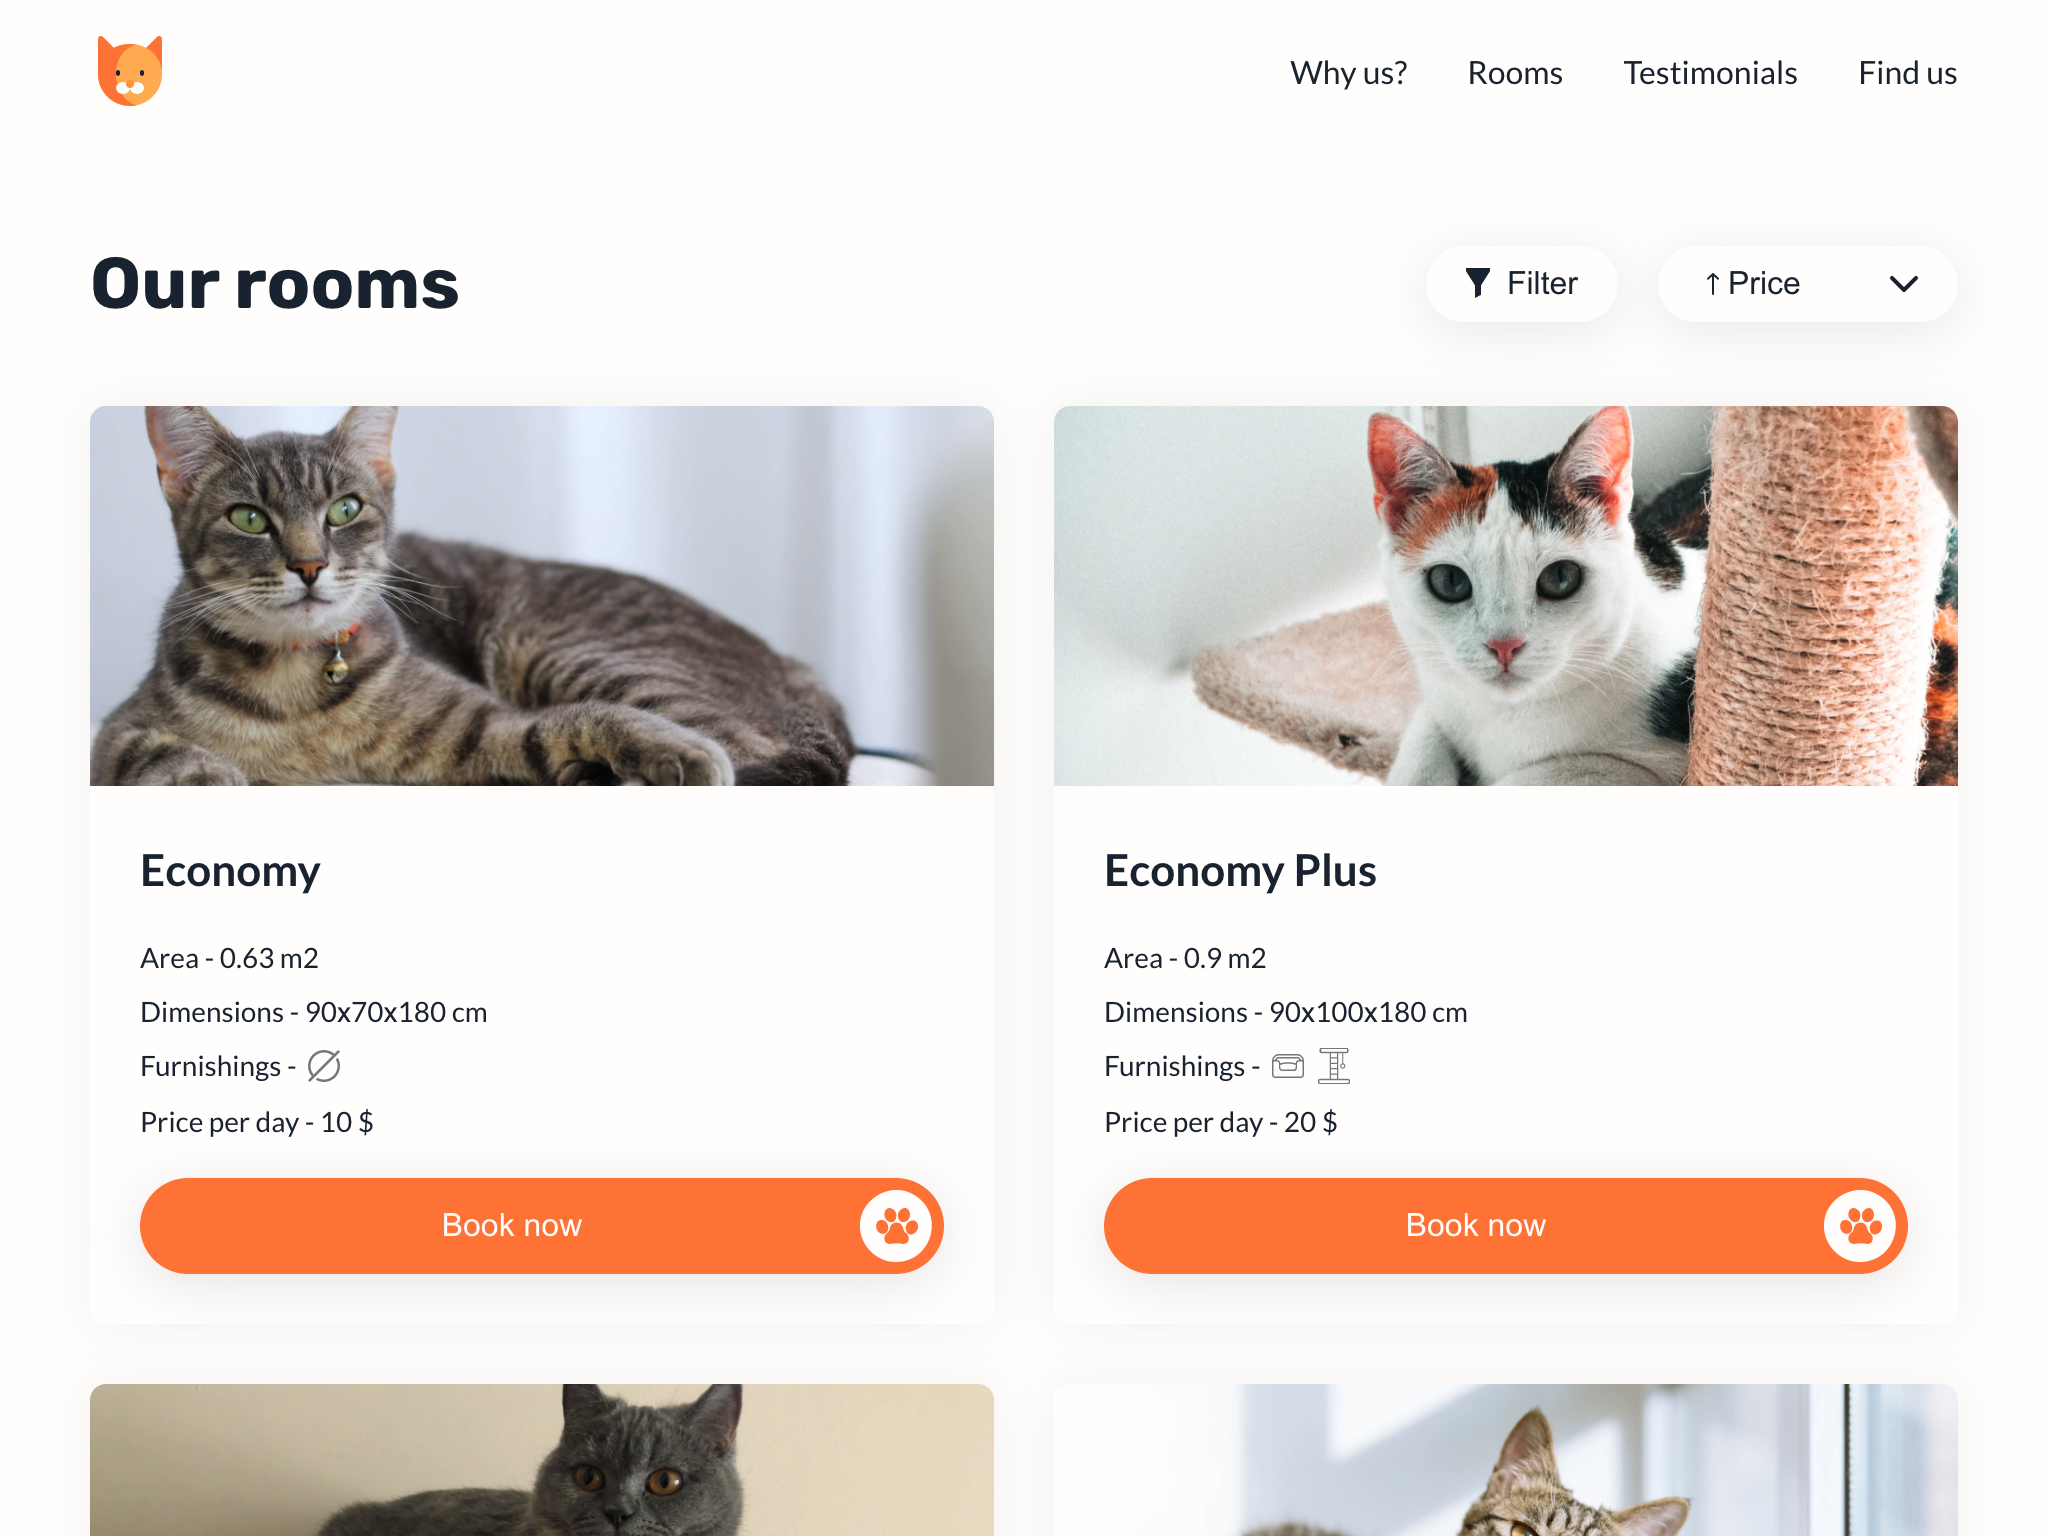 Why us? Rooms Testimonials Find us
Our rooms
Filter
↑ Price
Economy
Area - 0.63 m2
Dimensions - 90x70x180 cm
Furnishings -
Price per day - 10 $
Book now
Economy Plus
Area - 0.9 m2
Dimensions - 90x100x180 cm
Furnishings -
Price per day - 20 $
Book now